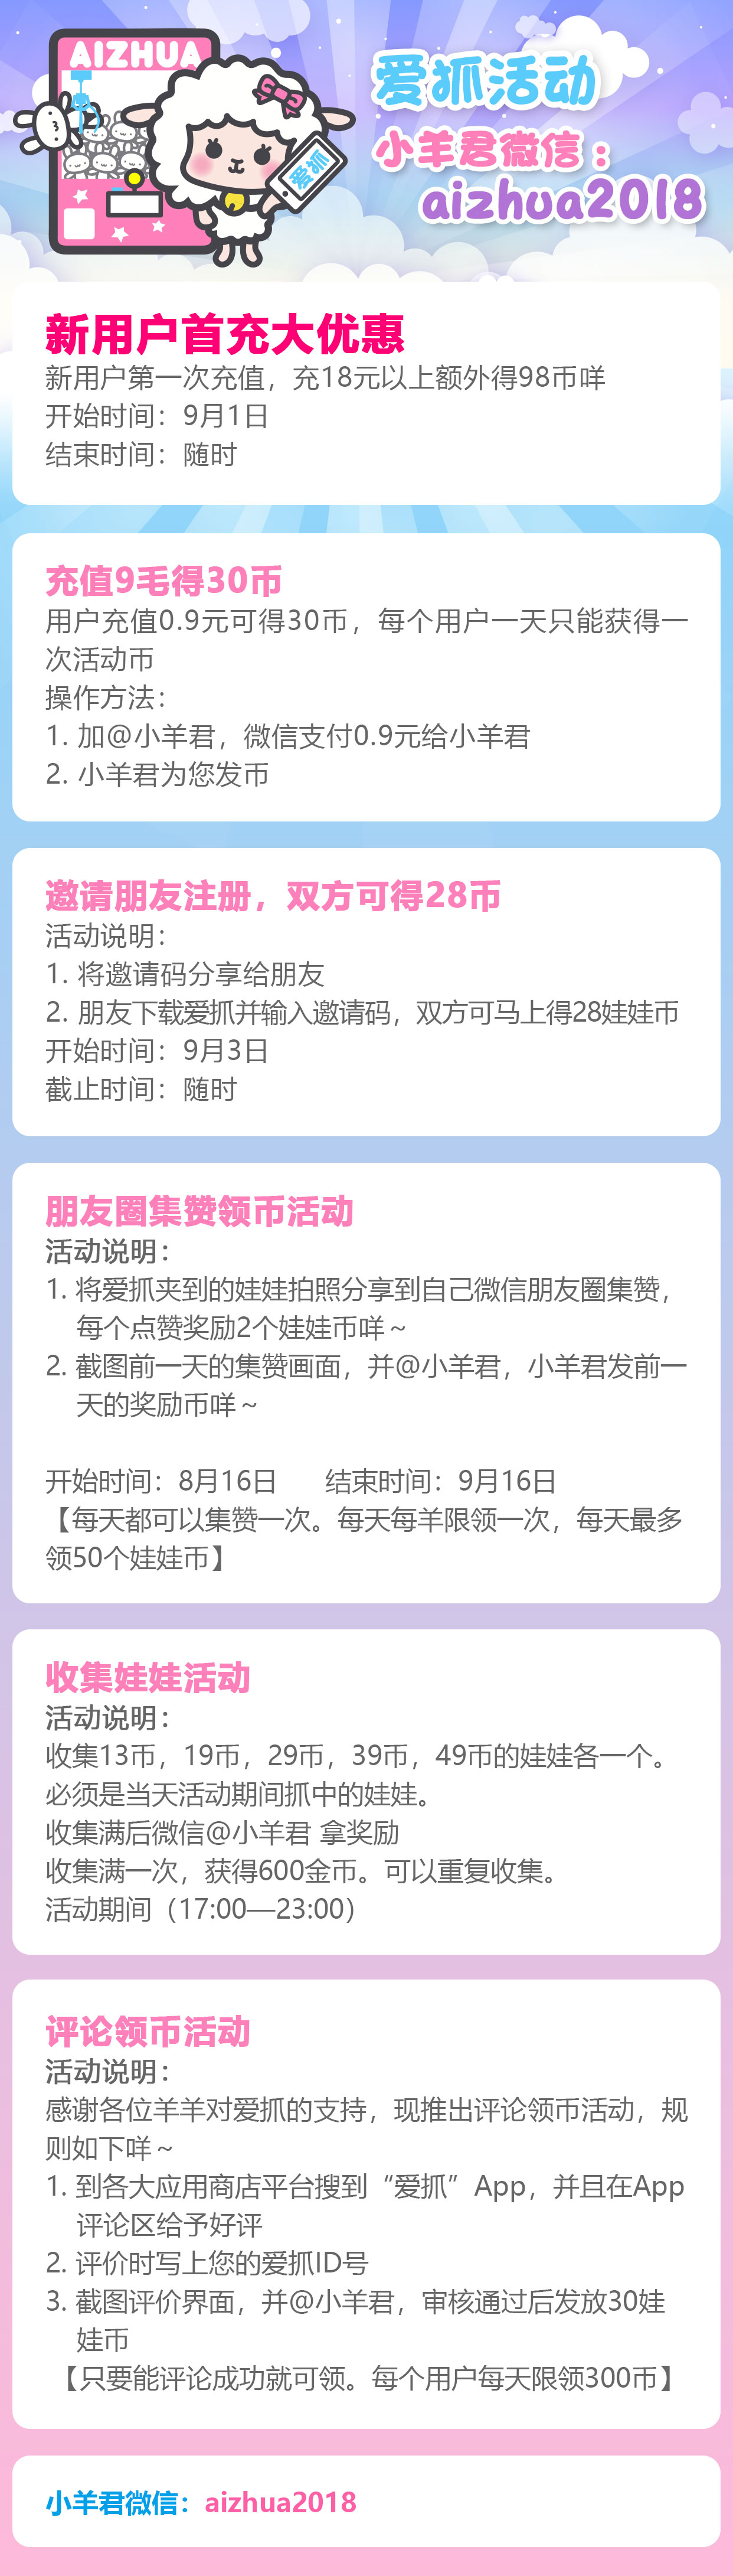 AIZHUA
爱抓
爱抓活动
小羊君微信：
aizhua2018
新用户首充大优惠
新用户第一次充值，充18元以上额外得98币咩
开始时间：9月1日
结束时间：随时
充值9毛得30币
用户充值0.9元可得30币，每个用户一天只能获得一
次活动币
操作方法：
1. 加@小羊君，微信支付0.9元给小羊君
2. 小羊君为您发币
邀请朋友注册，双方可得28币
活动说明：
1. 将邀请码分享给朋友
2. 朋友下载爱抓并输入邀请码，双方可马上得28娃娃币
开始时间：9月3日
截止时间：随时
朋友圈集赞领币活动
活动说明：
1. 将爱抓夹到的娃娃拍照分享到自己微信朋友圈集赞，
每个点赞奖励2个娃娃币咩～
2. 截图前一天的集赞画面，并@小羊君，小羊君发前一
天的奖励币咩～
开始时间：8月16日 结束时间：9月16日
【每天都可以集赞一次。每天每羊限领一次，每天最多
领50个娃娃币】
收集娃娃活动
活动说明：
收集13币，19币，29币，39币，49币的娃娃各一个。
必须是当天活动期间抓中的娃娃。
收集满后微信@小羊君 拿奖励
收集满一次，获得600金币。可以重复收集。
活动期间（17:00—23:00）
评论领币活动
活动说明：
感谢各位羊羊对爱抓的支持，现推出评论领币活动，规
则如下咩～
1. 到各大应用商店平台搜到“爱抓”App，并且在App
评论区给予好评
2. 评价时写上您的爱抓ID号
3. 截图评价界面，并@小羊君，审核通过后发放30娃
娃币
【只要能评论成功就可领。每个用户每天限领300币】
小羊君微信：aizhua2018